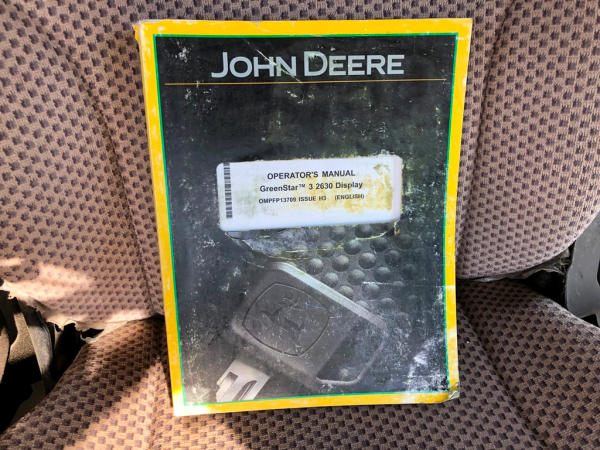 JOHN DEERE
OPERATOR'S MANUAL
GreenStar™ 3 2630 Display
OMPFP13709 ISSUE H3 (ENGLISH)